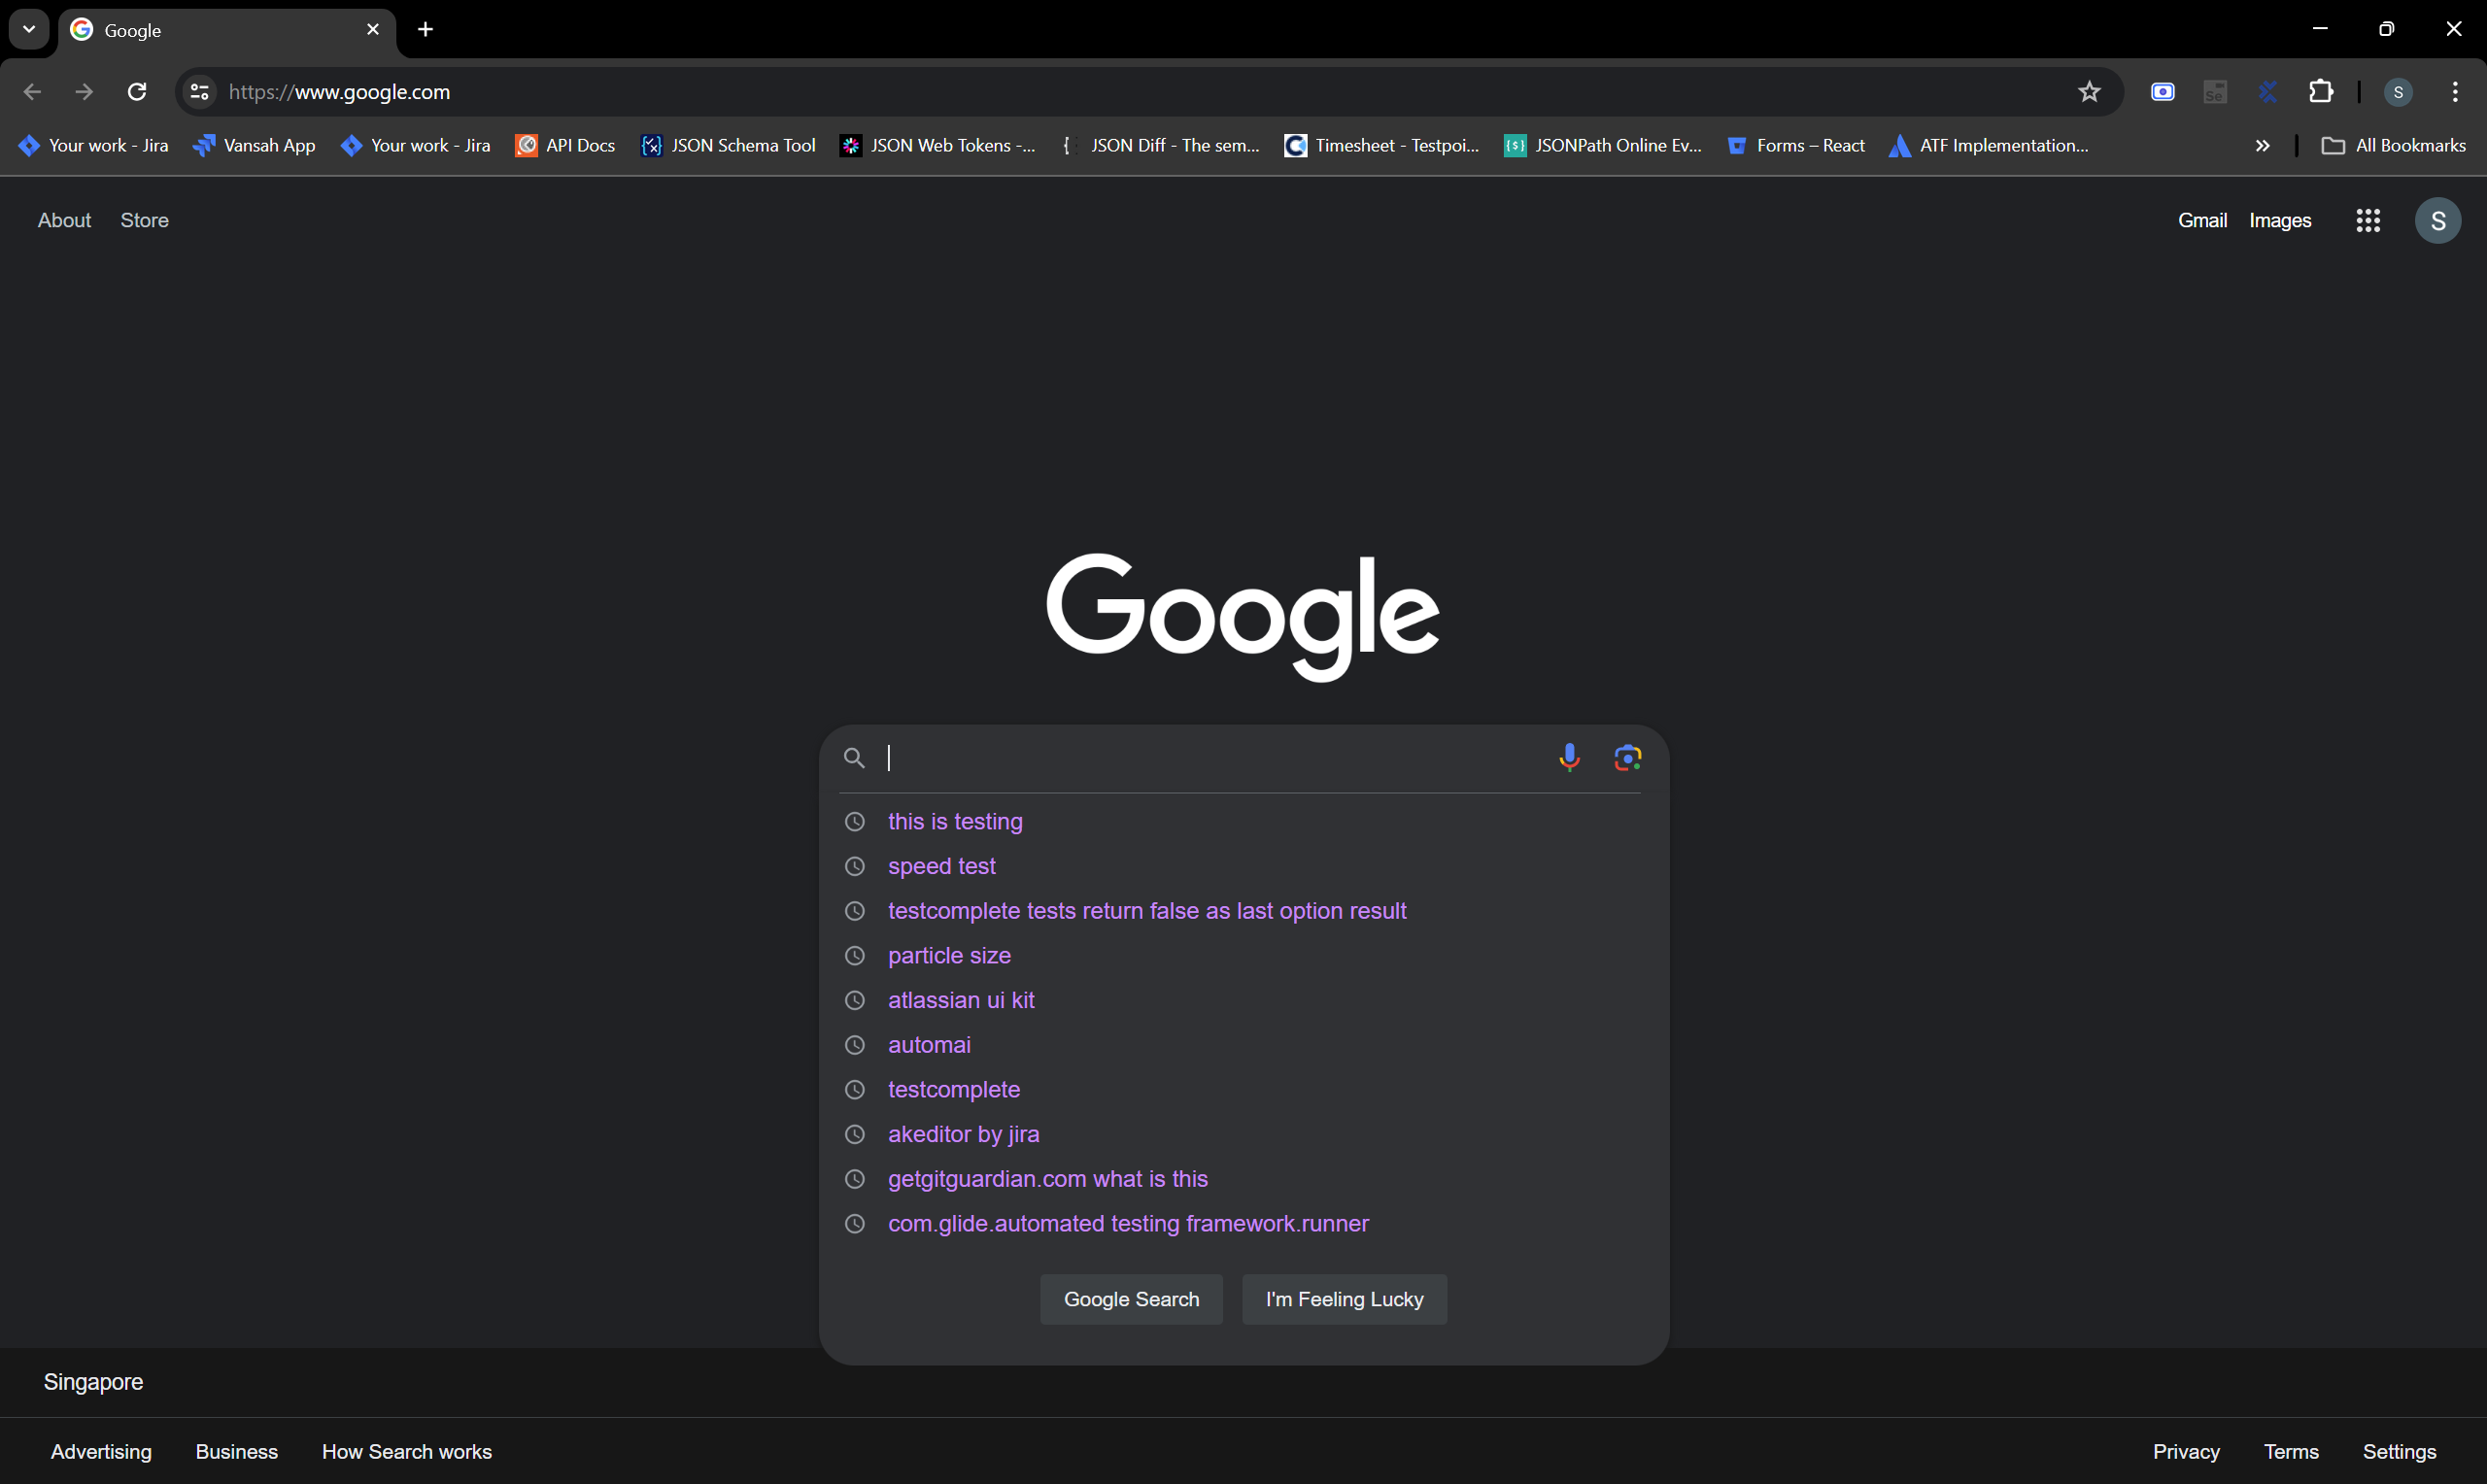 Google
https://www.google.com
Your work - Jira Vansah App Your work - Jira API Docs JSON Schema Tool JSON Web Tokens -... JSON Diff - The sem... Timesheet - Testpoi... JSONPath Online Ev... Forms – React ATF Implementation... All Bookmarks
About Store Gmail Images S
Google
this is testing
speed test
testcomplete tests return false as last option result
particle size
atlassian ui kit
automai
testcomplete
akeditor by jira
getgitguardian.com what is this
com.glide.automated testing framework.runner
Google Search I'm Feeling Lucky
Singapore
Advertising Business How Search works Privacy Terms Settings